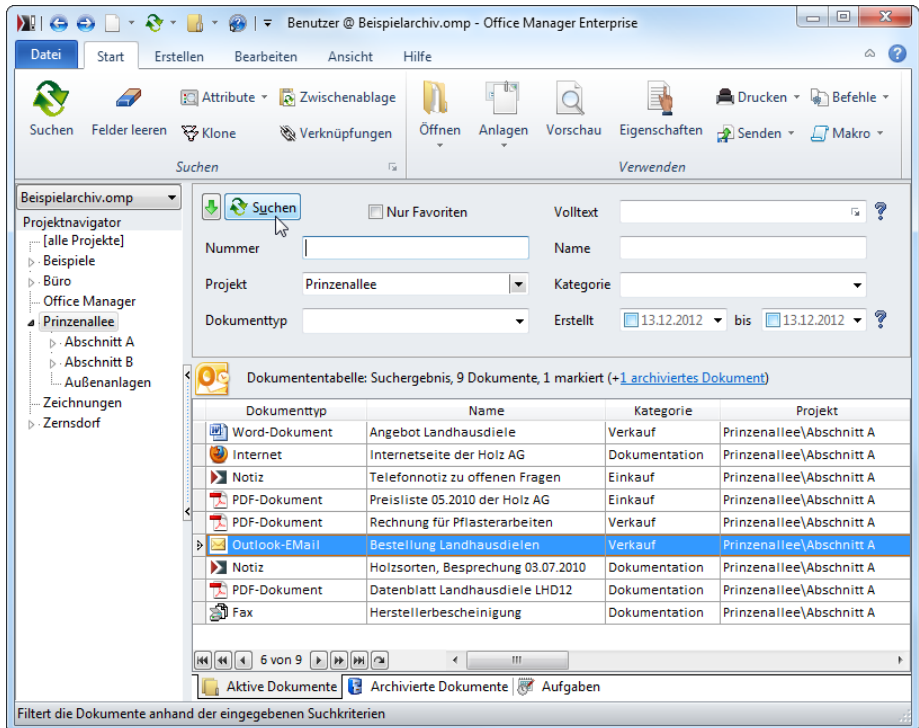 Benutzer @ Beispielarchiv.omp - Office Manager Enterprise
Datei Start Erstellen Bearbeiten Ansicht Hilfe
Suchen Felder leeren Attribute Klone Zwischenablage Verknüpfungen Öffnen Anlagen Vorschau Eigenschaften Drucken Senden Befehle Makro
Suchen Verwenden
Beispielarchiv.omp
Projektnavigator
[alle Projekte]
Beispiele
Büro
Office Manager
Prinzenallee
Abschnitt A
Abschnitt B
Außenanlagen
Zeichnungen
Zernsdorf
Suchen Nur Favoriten Volltext
Nummer Name
Projekt Prinzenallee Kategorie
Dokumenttyp Erstellt 13.12.2012 bis 13.12.2012
Dokumententabelle: Suchergebnis, 9 Dokumente, 1 markiert (+1 archiviertes Dokument)
Dokumenttyp Name Kategorie Projekt
Word-Dokument Angebot Landhausdiele Verkauf Prinzenallee\Abschnitt A
Internet Internetseite der Holz AG Dokumentation Prinzenallee\Abschnitt A
Notiz Telefonnotiz zu offenen Fragen Einkauf Prinzenallee\Abschnitt A
PDF-Dokument Preisliste 05.2010 der Holz AG Einkauf Prinzenallee\Abschnitt A
PDF-Dokument Rechnung für Pflasterarbeiten Verkauf Prinzenallee\Abschnitt A
Outlook-EMail Bestellung Landhausdielen Verkauf Prinzenallee\Abschnitt A
Notiz Holzsorten, Besprechung 03.07.2010 Dokumentation Prinzenallee\Abschnitt A
PDF-Dokument Datenblatt Landhausdiele LHD12 Dokumentation Prinzenallee\Abschnitt A
Fax Herstellerbescheinigung Dokumentation Prinzenallee\Abschnitt A
6 von 9
Aktive Dokumente Archivierte Dokumente Aufgaben
Filtert die Dokumente anhand der eingegebenen Suchkriterien